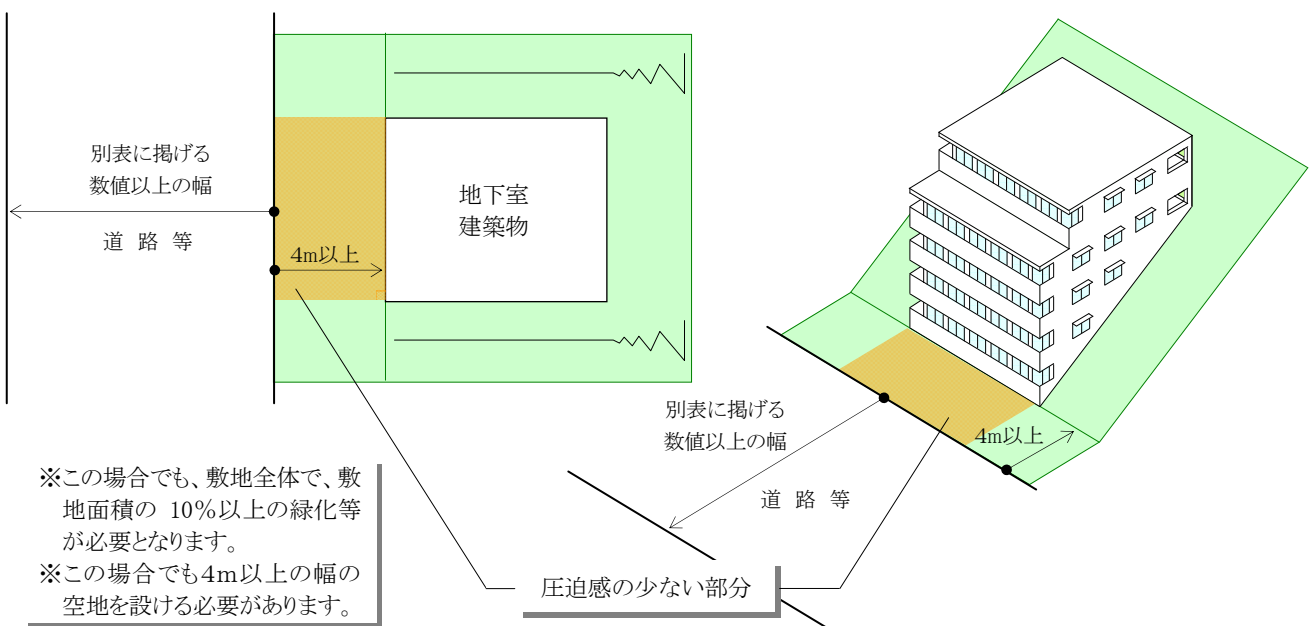 別表に掲げる
数値以上の幅
道 路 等
4m以上
地下室
建築物
別表に掲げる
数値以上の幅
4m以上
道 路 等
※この場合でも、敷地全体で、敷
地面積の 10%以上の緑化等
が必要となります。
※この場合でも4m以上の幅の
空地を設ける必要があります。
圧迫感の少ない部分